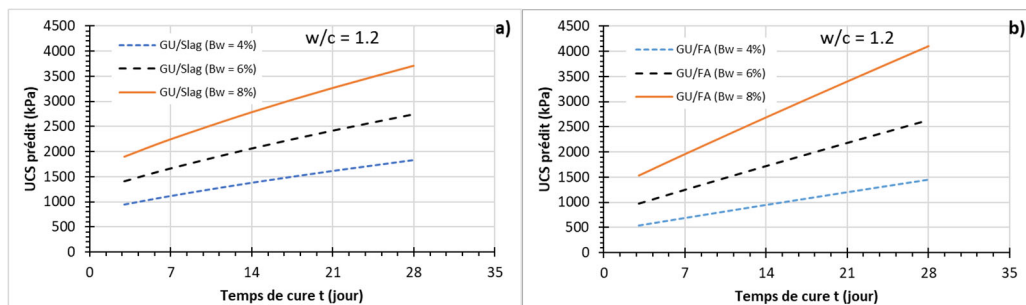 a)
w/c = 1.2
GU/Slag (Bw = 4%)
GU/Slag (Bw = 6%)
GU/Slag (Bw = 8%)
UCS prédit (kPa)
4500
4000
3500
3000
2500
2000
1500
1000
500
0
0 7 14 21 28 35
Temps de cure t (jour)
b)
w/c = 1.2
GU/FA (Bw = 4%)
GU/FA (Bw = 6%)
GU/FA (Bw = 8%)
UCS prédit (kPa)
4500
4000
3500
3000
2500
2000
1500
1000
500
0
0 7 14 21 28 35
Temps de cure t (jour)